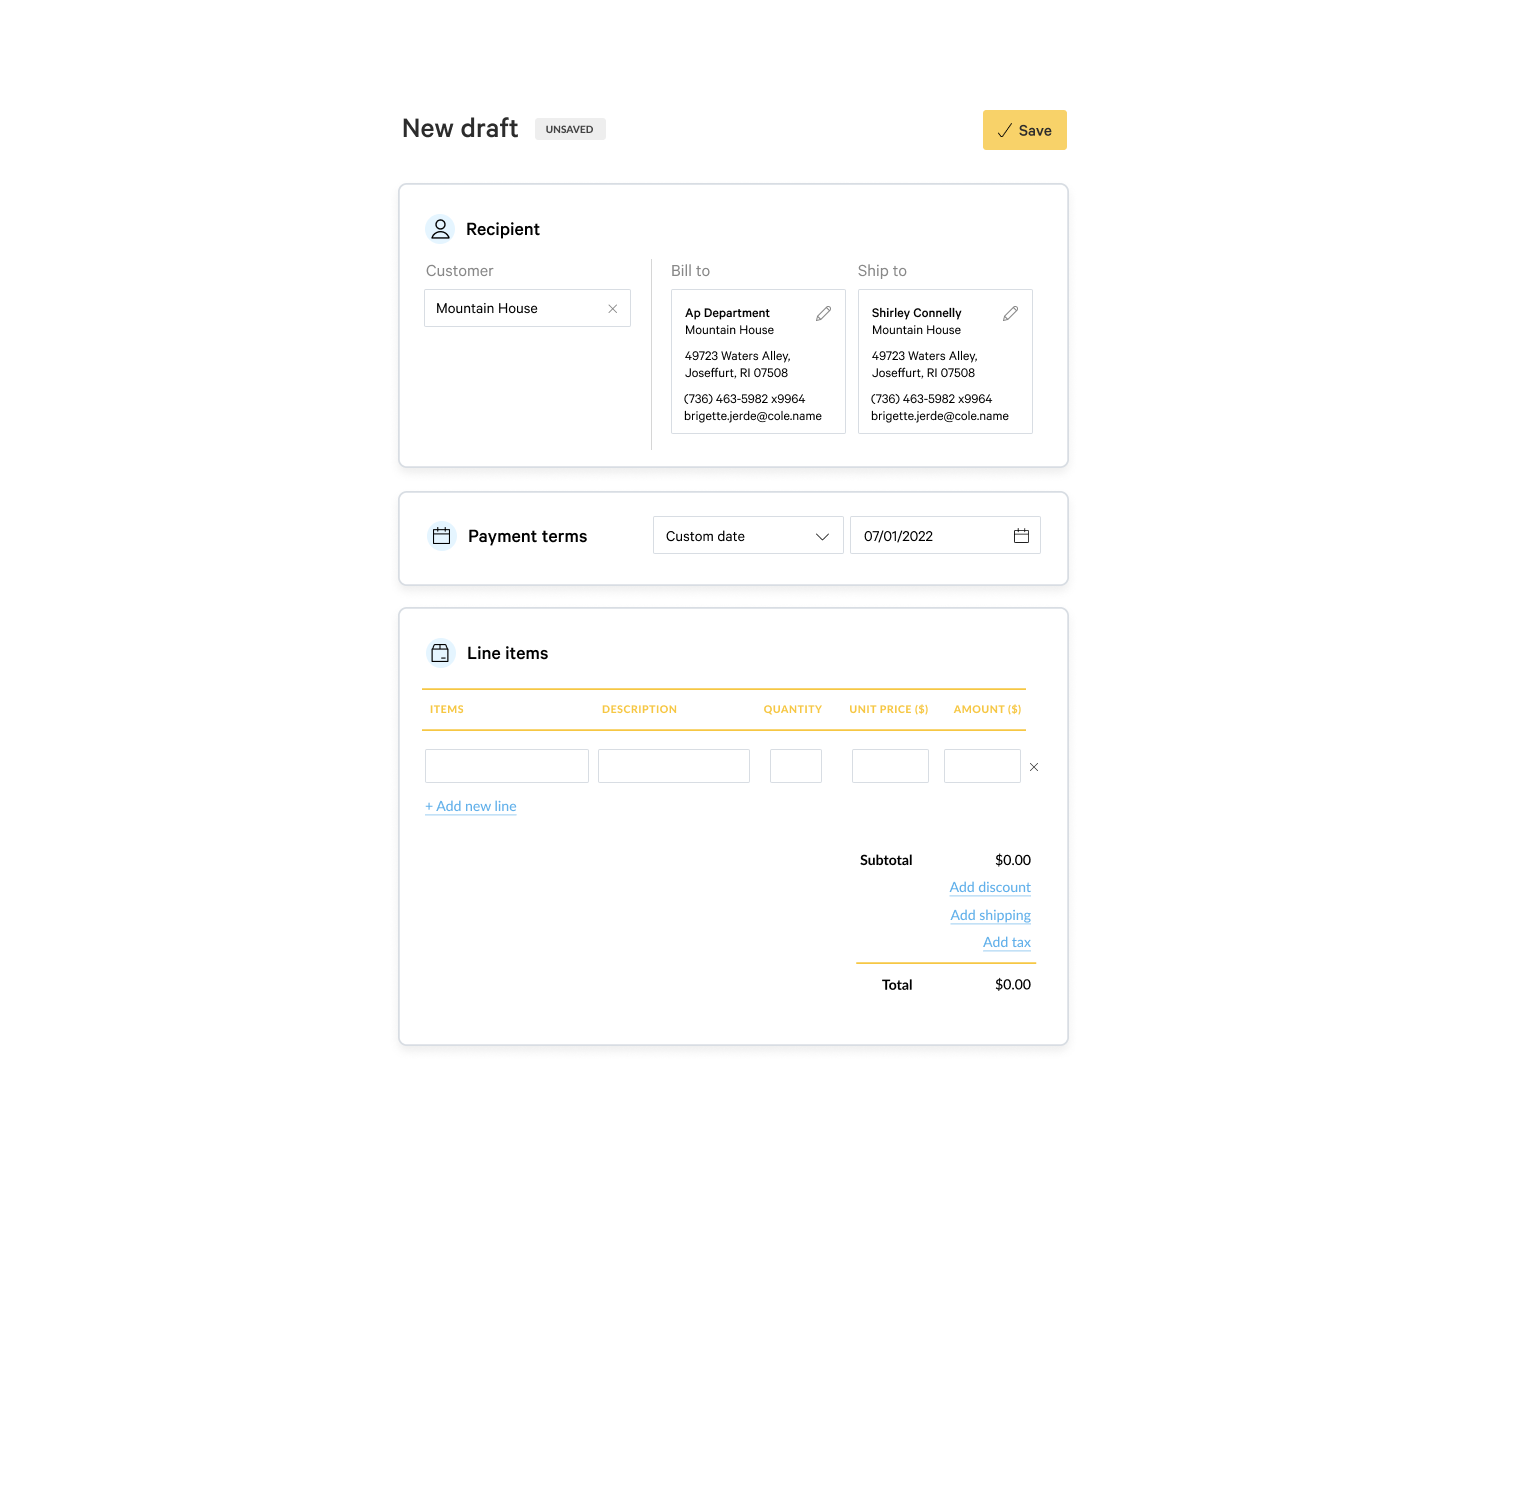 New draft
UNSAVED
Save
Recipient
Customer
Mountain House
Bill to
Ap Department
Mountain House
49723 Waters Alley,
Joseffurt, RI 07508
(736) 463-5982 x9964
brigette.jerde@cole.name
Ship to
Shirley Connelly
Mountain House
49723 Waters Alley,
Joseffurt, RI 07508
(736) 463-5982 x9964
brigette.jerde@cole.name
Payment terms
Custom date
07/01/2022
Line items
ITEMS DESCRIPTION QUANTITY UNIT PRICE ($) AMOUNT ($)
+ Add new line
Subtotal $0.00
Add discount
Add shipping
Add tax
Total $0.00